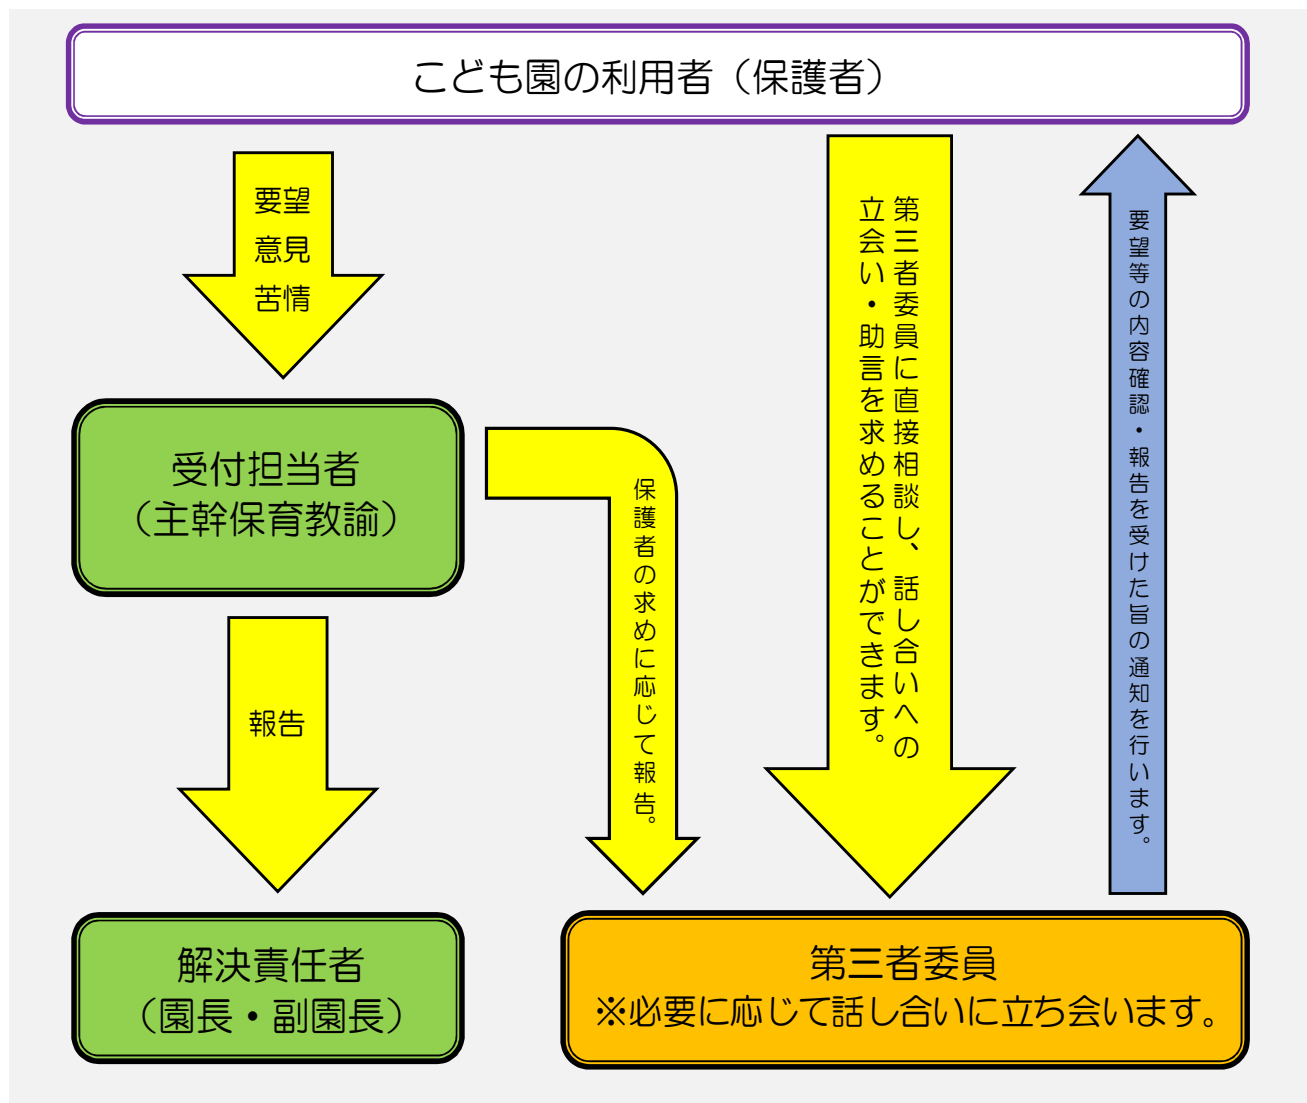 こども園の利用者（保護者）
要望
意見
苦情
受付担当者
（主幹保育教諭）
報告
解決責任者
（園長・副園長）
保護者の求めに応じて報告。
第三者委員に直接相談し、話し合いへの
立会い・助言を求めることができます。
要望等の内容確認・報告を受けた旨の通知を行います。
第三者委員
※必要に応じて話し合いに立ち会います。